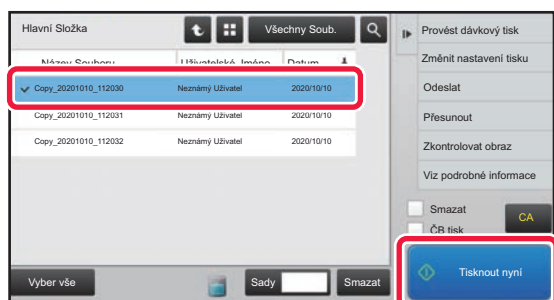 Hlavní Složka
Všechny Soub.
Název Souboru Uživatelské Jméno Datum
Copy_20201010_112030 Neznámý Uživatel 2020/10/10
Copy_20201010_112031 Neznámý Uživatel 2020/10/10
Copy_20201010_112032 Neznámý Uživatel 2020/10/10
Vyber vše
Sady
Smazat
Provést dávkový tisk
Změnit nastavení tisku
Odeslat
Přesunout
Zkontrolovat obraz
Viz podrobné informace
Smazat
ČB tisk
CA
Tisknout nyní